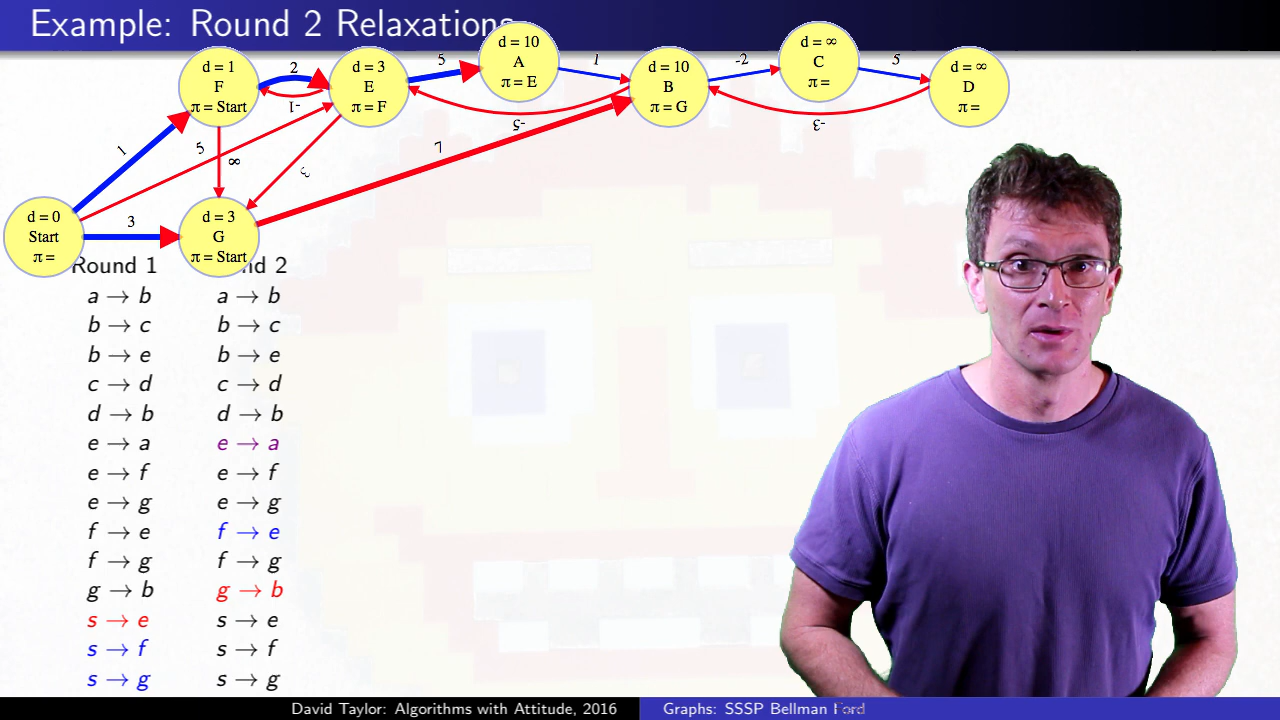 Example: Round 2 Relaxations
d = 1
F
π = Start
2
-1
d = 3
E
π = F
5
d = 10
A
π = E
1
d = 10
B
π = G
-2
d = ∞
C
π =
5
d = ∞
D
π =
-5
-3
1
5
∞
3
7
d = 0
Start
π =
3
d = 3
G
π = Start
Round 1
a → b
b → c
b → e
c → d
d → b
e → a
e → f
e → g
f → e
f → g
g → b
s → e
s → f
s → g
nd 2
a → b
b → c
b → e
c → d
d → b
e → a
e → f
e → g
f → e
f → g
g → b
s → e
s → f
s → g
David Taylor: Algorithms with Attitude, 2016
Graphs: SSSP Bellman Ford